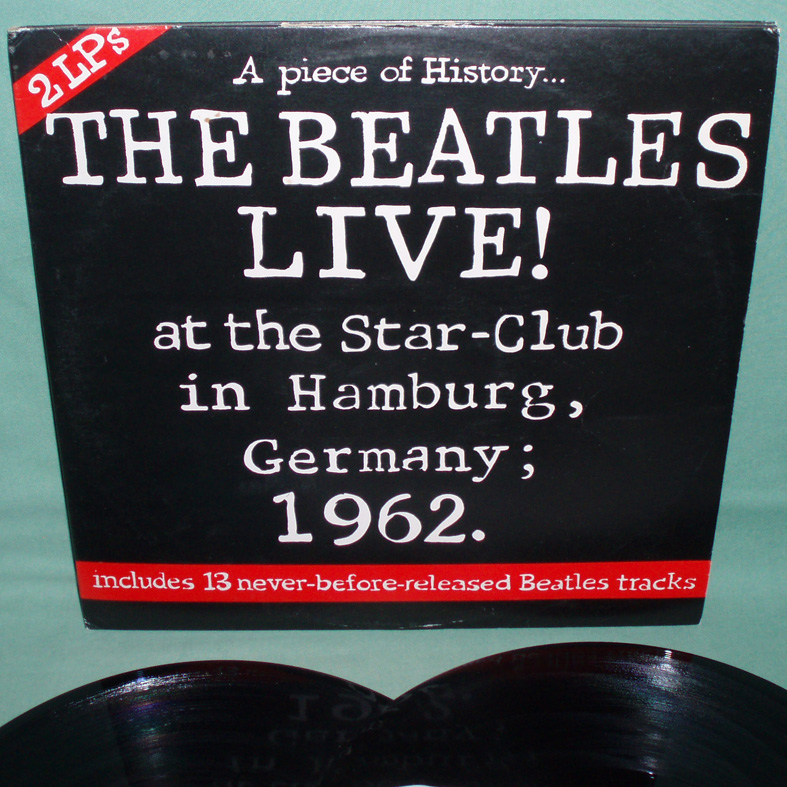 2 LPs
A piece of History...
THE BEATLES
LIVE!
at the Star-Club
in Hamburg,
Germany;
1962.
includes 13 never-before-released Beatles tracks